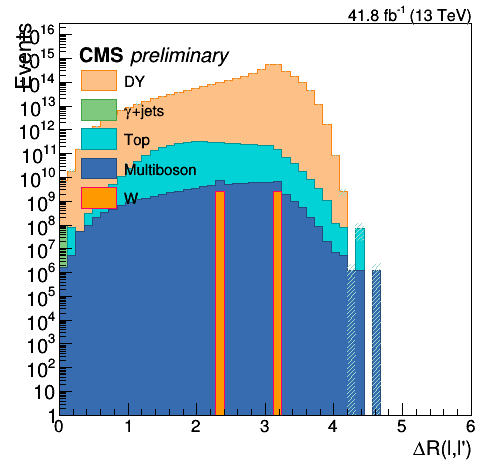 41.8 fb⁻¹ (13 TeV)
Events
CMS preliminary
DY
γ+jets
Top
Multiboson
W
10¹⁶
10¹⁵
10¹⁴
10¹³
10¹²
10¹¹
10¹⁰
10⁹
10⁸
10⁷
10⁶
10⁵
10⁴
10³
10²
10
1
0 1 2 3 4 5 6
ΔR(l,l')